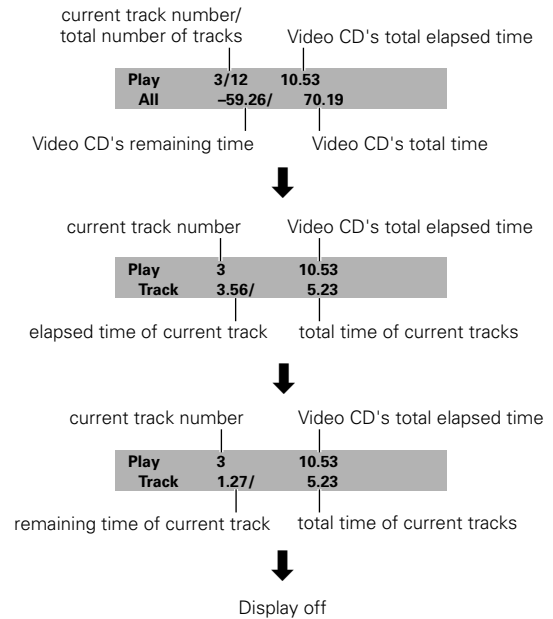 current track number/
total number of tracks
Video CD's total elapsed time
Play 3/12 10.53
All –59.26/ 70.19
Video CD's remaining time
Video CD's total time
current track number
Video CD's total elapsed time
Play 3 10.53
Track 3.56/ 5.23
elapsed time of current track
total time of current tracks
current track number
Video CD's total elapsed time
Play 3 10.53
Track 1.27/ 5.23
remaining time of current track
total time of current tracks
Display off